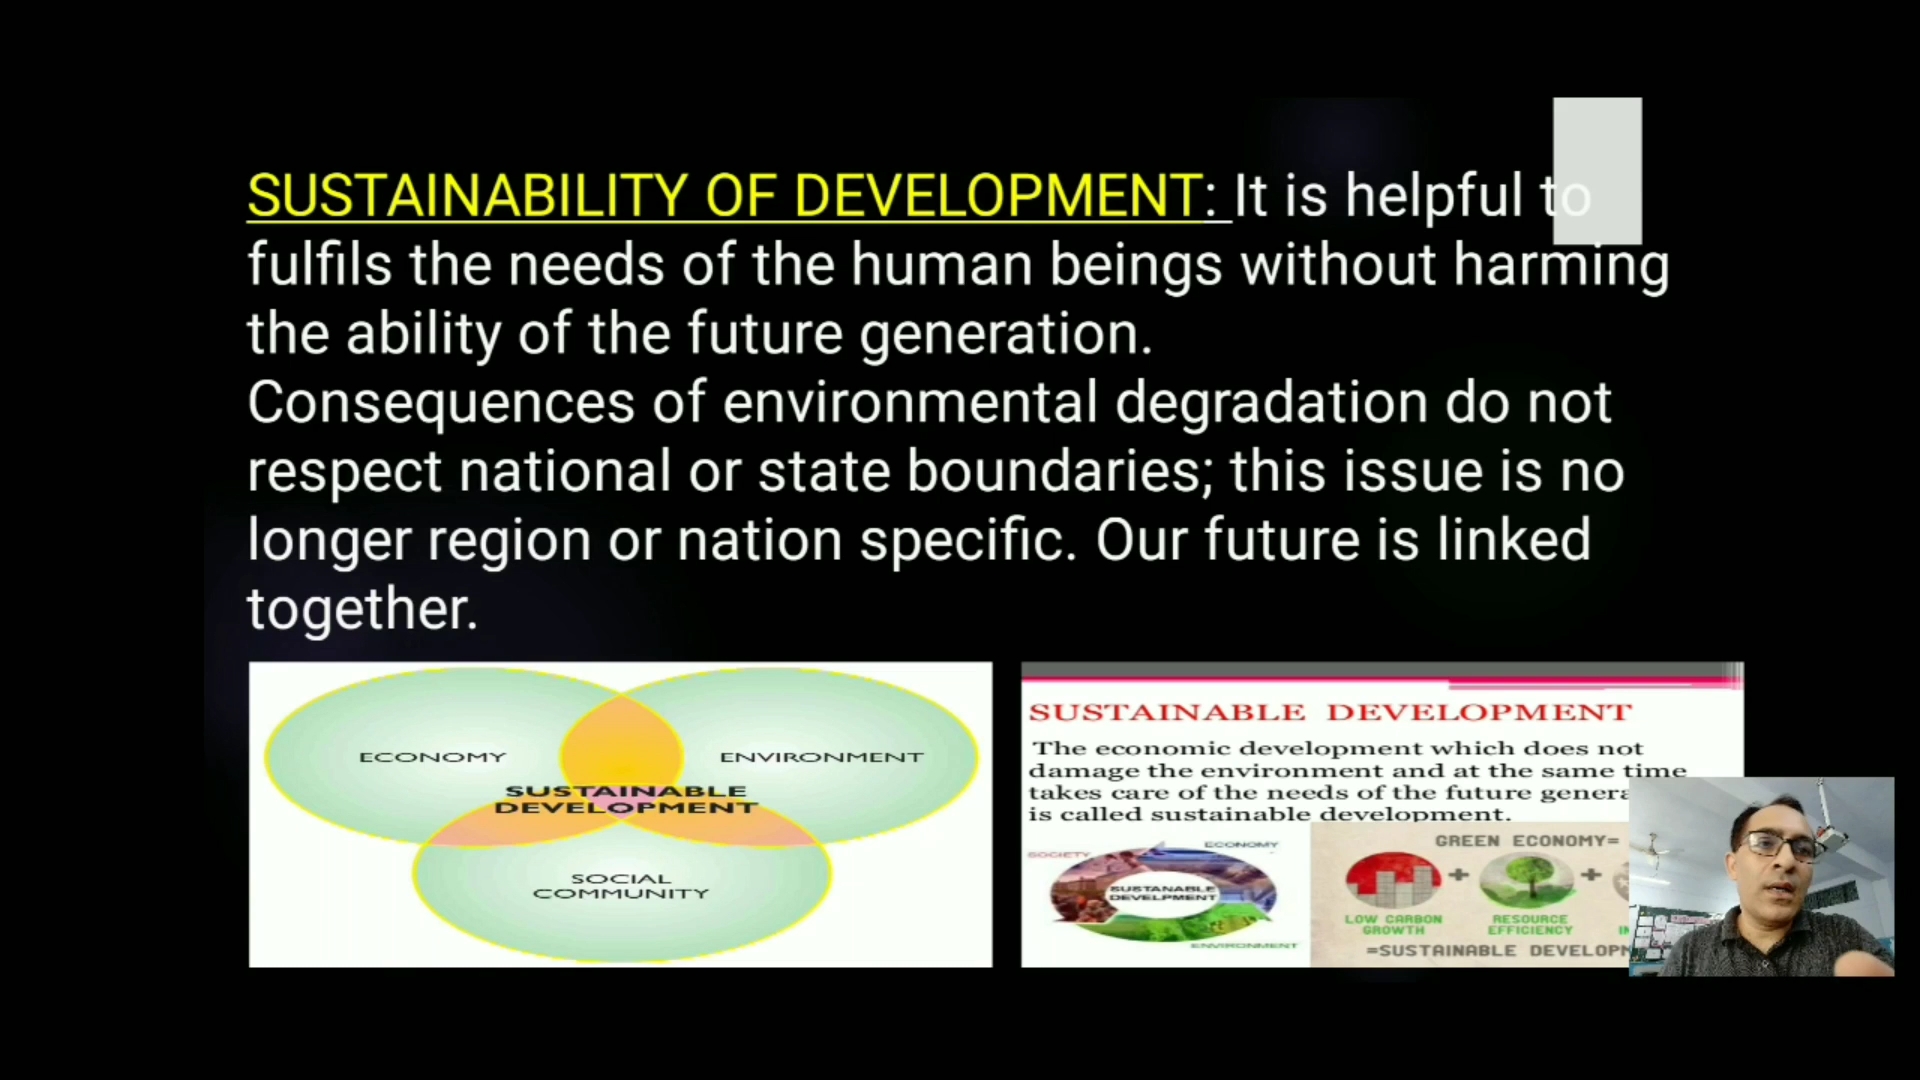 SUSTAINABILITY OF DEVELOPMENT: It is helpful to
fulfils the needs of the human beings without harming
the ability of the future generation.
Consequences of environmental degradation do not
respect national or state boundaries; this issue is no
longer region or nation specific. Our future is linked
together.
ECONOMY
ENVIRONMENT
SUSTAINABLE
DEVELOPMENT
SOCIAL
COMMUNITY
SUSTAINABLE DEVELOPMENT
The economic development which does not
damage the environment and at the same time
takes care of the needs of the future genera
is called sustainable development.
SOCIETY
ECONOMY
SUSTANABLE
DEVELPMENT
ENVIRONMENT
GREEN ECONOMY=
+
+
LOW CARBON
GROWTH
RESOURCE
EFFICIENCY
=SUSTAINABLE DEVELOP